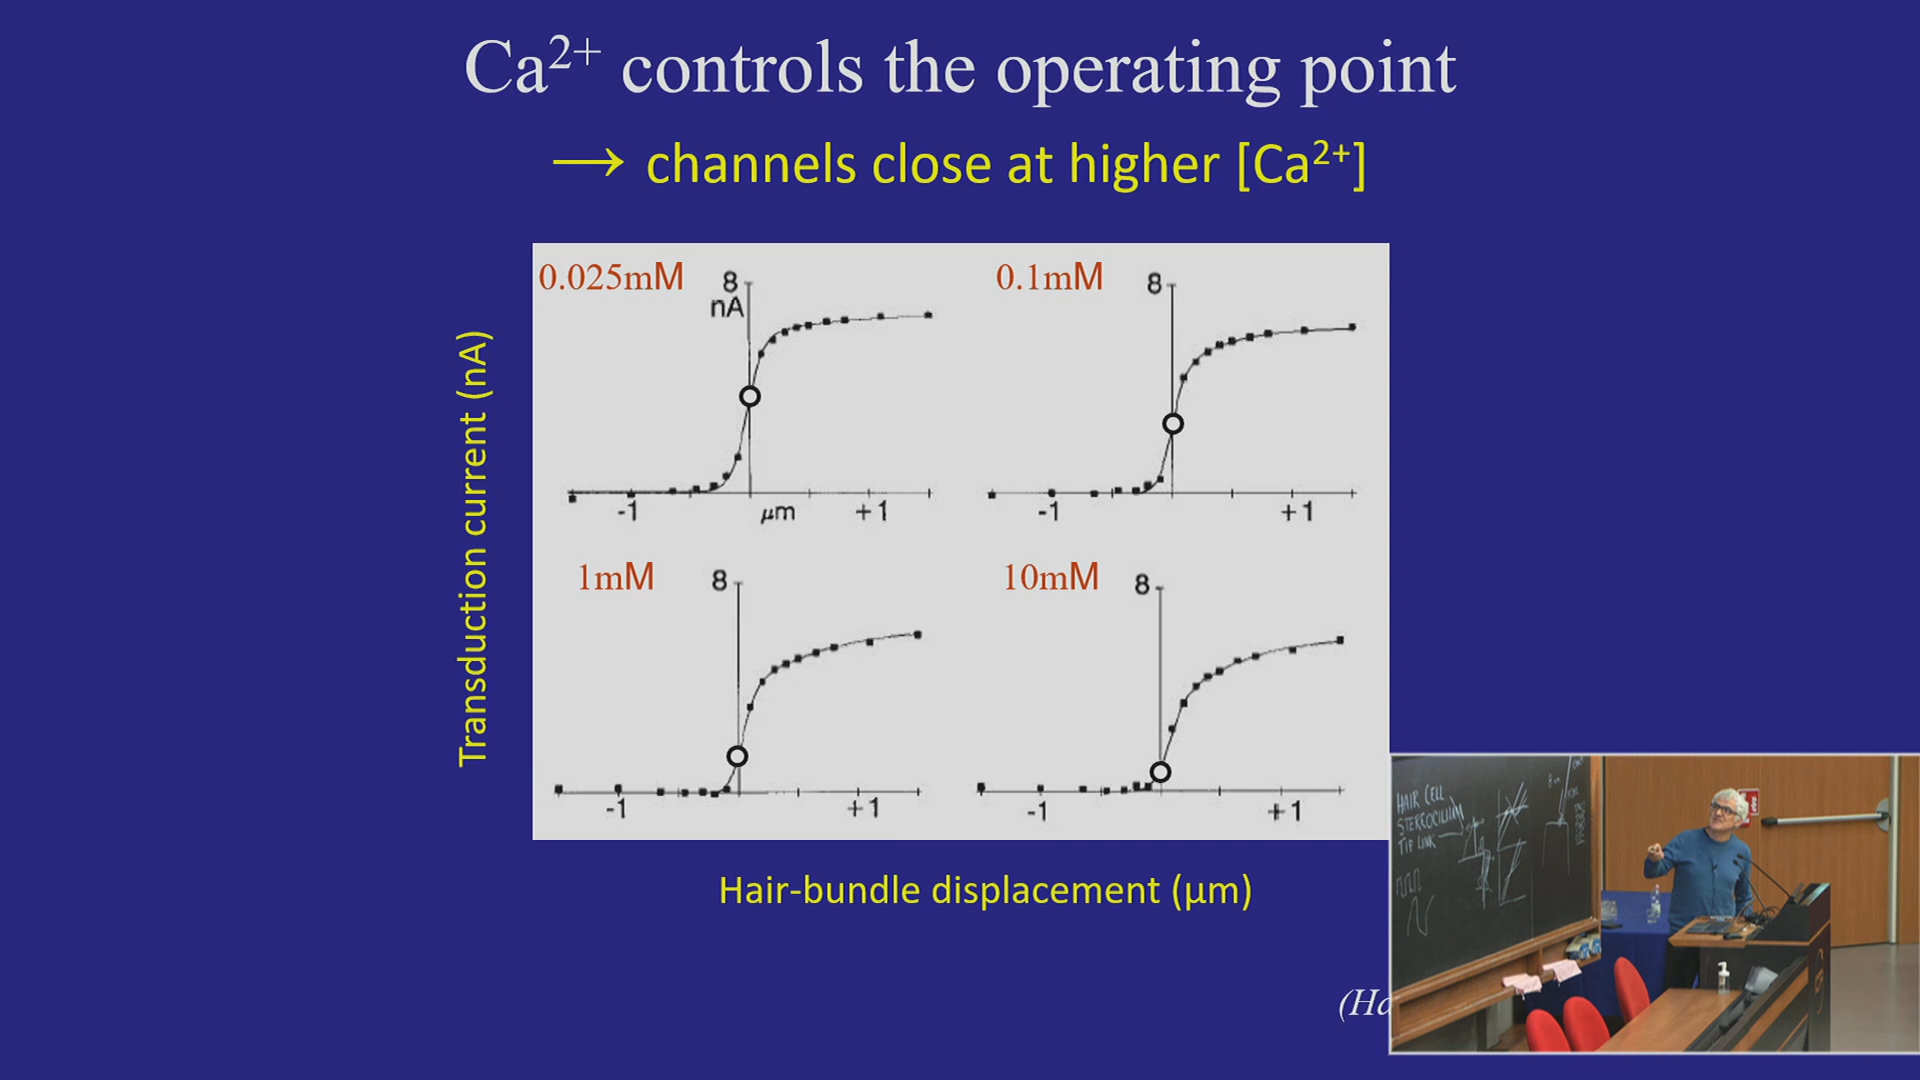 Ca²⁺ controls the operating point
→ channels close at higher [Ca²⁺]
Transduction current (nA)
0.025mM
8
nA
-1
μm
+1
0.1mM
8
-1
+1
1mM
8
-1
+1
10mM
8
-1
+1
Hair-bundle displacement (μm)
HAIR CELL
STEREOCILIUM
TIP LINK